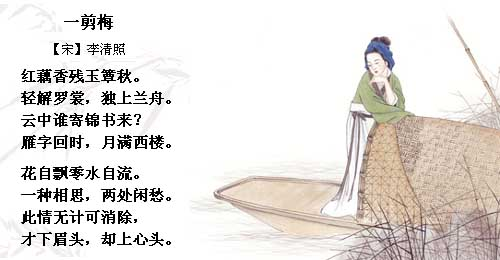 一剪梅
【宋】李清照
红藕香残玉簟秋。
轻解罗裳，独上兰舟。
云中谁寄锦书来？
雁字回时，月满西楼。
花自飘零水自流。
一种相思，两处闲愁。
此情无计可消除，
才下眉头，却上心头。